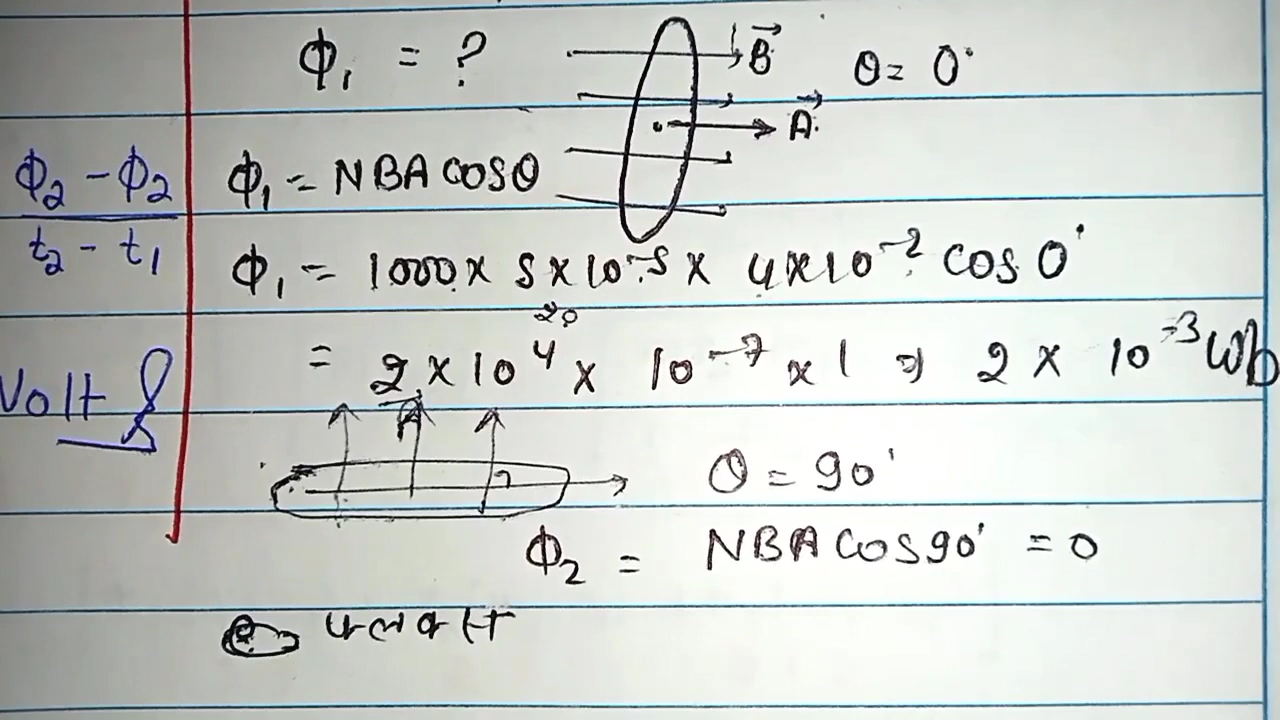 Φ₁ = ?
B⃗ θ = 0°
A⃗
Φ₂ - Φ₂
t₂ - t₁
Φ₁ = NBA cosθ
Φ₁ = 1000 × 5 × 10⁻⁵ × 4 × 10⁻² cos 0°
20
= 2 × 10⁴ × 10⁻⁷ × 1 ⇒ 2 × 10⁻³ Wb
Volt
A
θ = 90°
Φ₂ = NBA cos 90° = 0